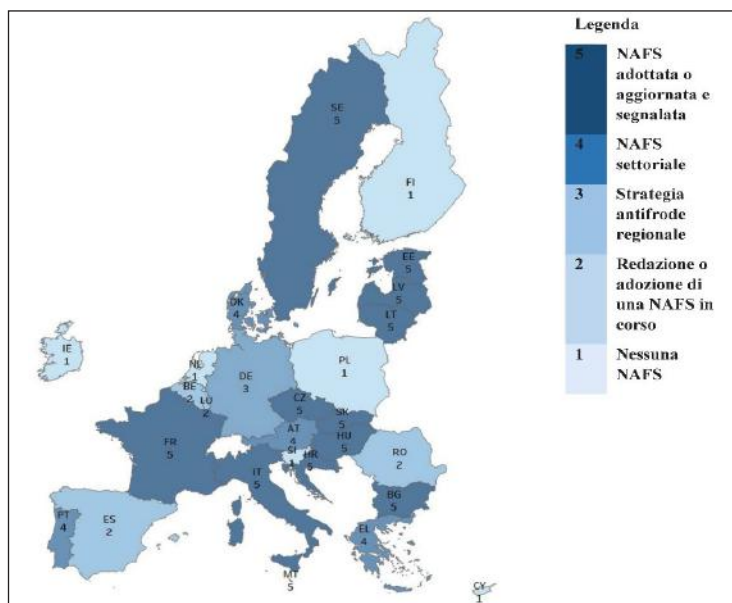 Legenda
5 NAFS
adottata o
aggiornata e
segnalata
4 NAFS
settoriale
3 Strategia
antifrode
regionale
2 Redazione o
adozione di
una NAFS in
corso
1 Nessuna
NAFS
SE
5
FI
1
EE
5
LV
5
LT
5
DK
4
IE
1
NL
1
BE
2
LU
2
DE
3
PL
1
CZ
5
SK
5
AT
4
HU
5
FR
5
SI
1
HR
5
RO
2
IT
5
BG
5
PT
4
ES
2
EL
4
MT
5
CY
1